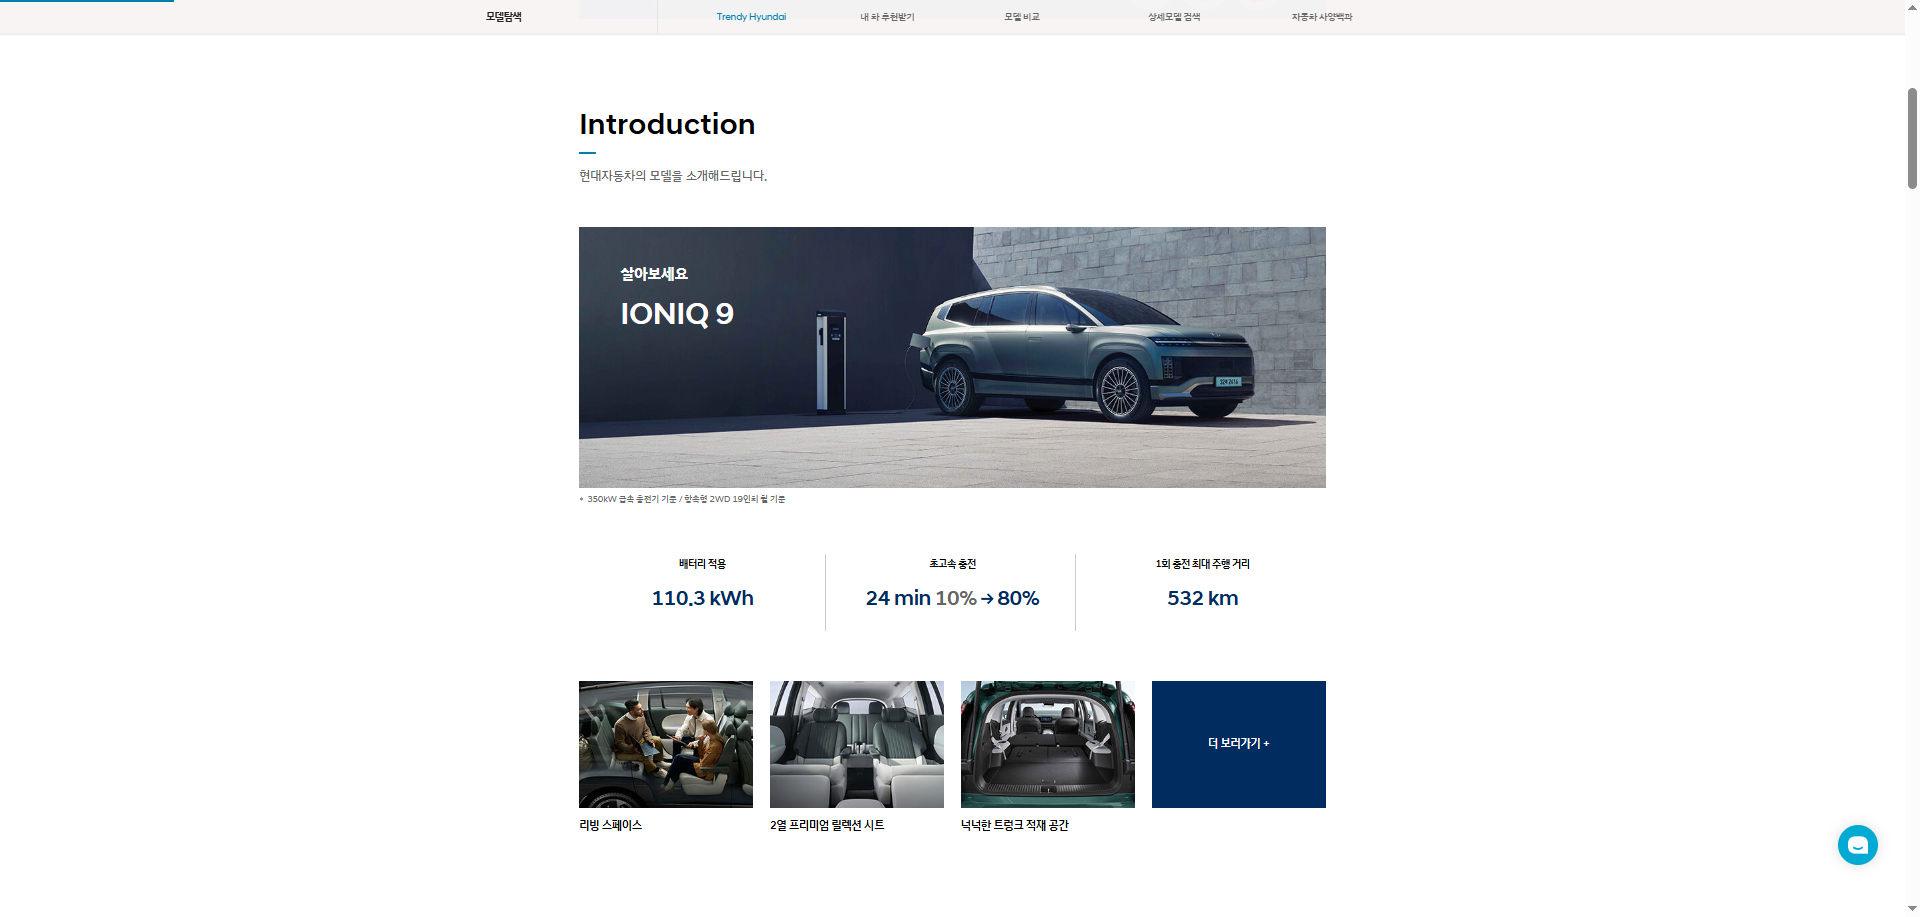 모델탐색
Trendy Hyundai
내 차 추천받기
모델 비교
상세모델 검색
자동차 사양백과
Introduction
현대자동차의 모델을 소개해드립니다.
살아보세요
IONIQ 9
* 350kW 급속 충전기 기준 / 항속형 2WD 19인치 휠 기준
배터리 적용
110.3 kWh
초고속 충전
24 min 10% → 80%
1회 충전 최대 주행 거리
532 km
더 보러가기 +
리빙 스페이스
2열 프리미엄 릴렉션 시트
넉넉한 트렁크 적재 공간